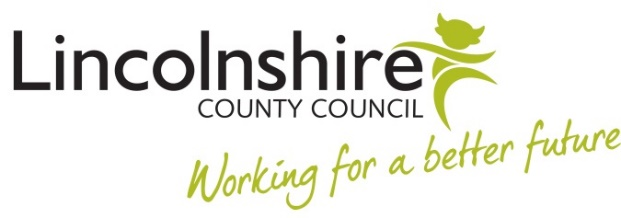 Lincolnshire
COUNTY COUNCIL
Working for a better future